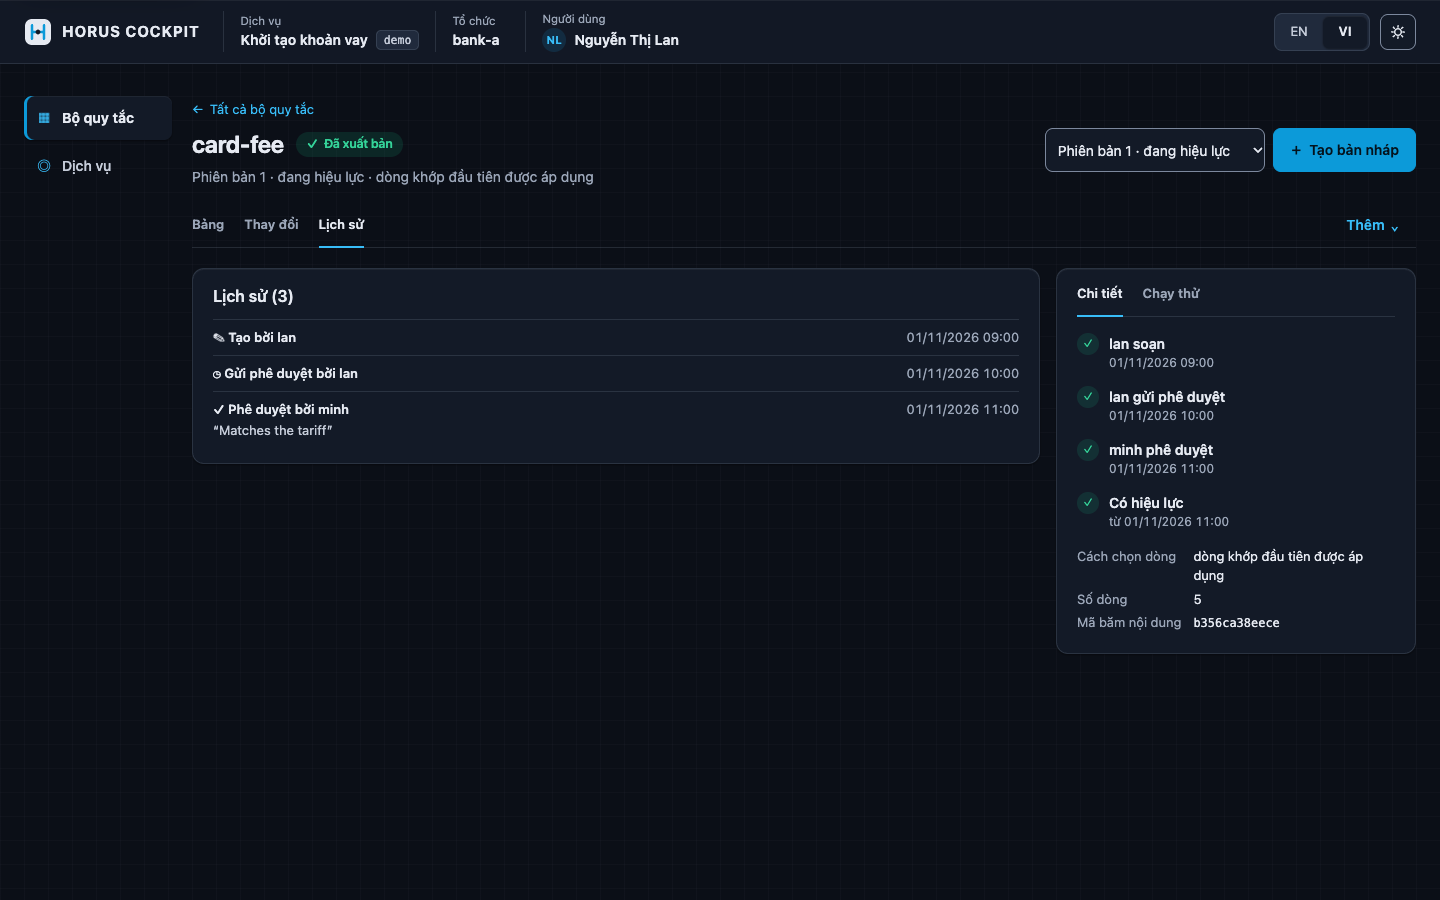 HORUS COCKPIT
Dịch vụ
Khởi tạo khoản vay demo
Tổ chức
bank-a
Người dùng
NL Nguyễn Thị Lan
EN VI
Bộ quy tắc
Dịch vụ
← Tất cả bộ quy tắc
card-fee ✓ Đã xuất bản
Phiên bản 1 · đang hiệu lực · dòng khớp đầu tiên được áp dụng
Phiên bản 1 · đang hiệu lực
+ Tạo bản nháp
Bảng Thay đổi Lịch sử
Thêm
Lịch sử (3)
✎ Tạo bởi lan 01/11/2026 09:00
Gửi phê duyệt bởi lan 01/11/2026 10:00
✓ Phê duyệt bởi minh 01/11/2026 11:00
“Matches the tariff”
Chi tiết Chạy thử
lan soạn
01/11/2026 09:00
lan gửi phê duyệt
01/11/2026 10:00
minh phê duyệt
01/11/2026 11:00
Có hiệu lực
từ 01/11/2026 11:00
Cách chọn dòng dòng khớp đầu tiên được áp
dụng
Số dòng 5
Mã băm nội dung b356ca38eece